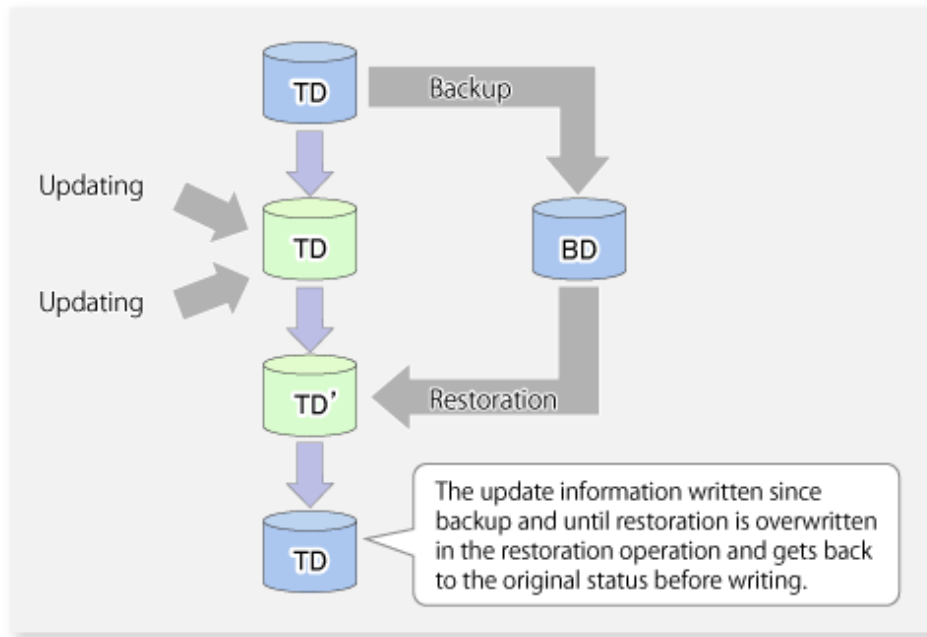 TD
Backup
Updating
TD
BD
Updating
TD'
Restoration
TD
The update information written since
backup and until restoration is overwritten
in the restoration operation and gets back
to the original status before writing.